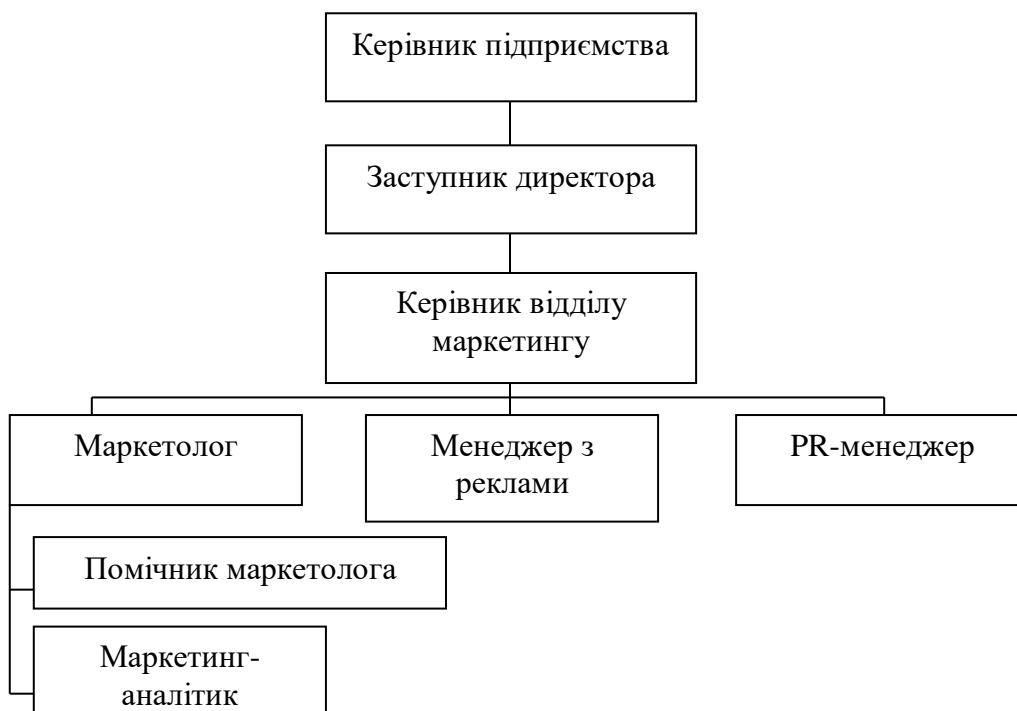 Керівник підприємства
Заступник директора
Керівник відділу
маркетингу
Маркетолог
Менеджер з
реклами
PR-менеджер
Помічник маркетолога
Маркетинг-
аналітик